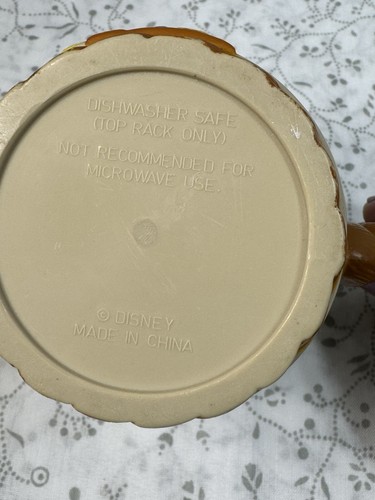 DISHWASHER SAFE
(TOP RACK ONLY)
NOT RECOMMENDED FOR
MICROWAVE USE.
© DISNEY
MADE IN CHINA